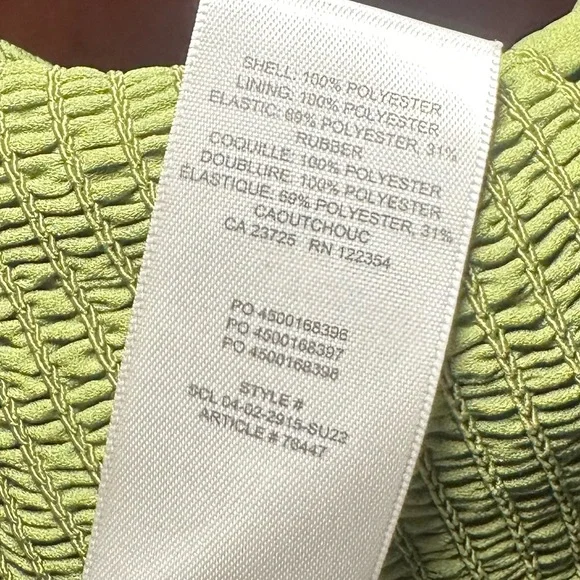 SHELL: 100% POLYESTER
LINING: 100% POLYESTER
ELASTIC: 69% POLYESTER, 31%
RUBBER
COQUILLE: 100% POLYESTER
DOUBLURE: 100% POLYESTER
ÉLASTIQUE: 69% POLYESTER, 31%
CAOUTCHOUC
CA 23725 RN 122354
PO 4500168396
PO 4500168397
PO 4500168398
STYLE #
SCL 04-02-2915-SU23
ARTICLE # 76447